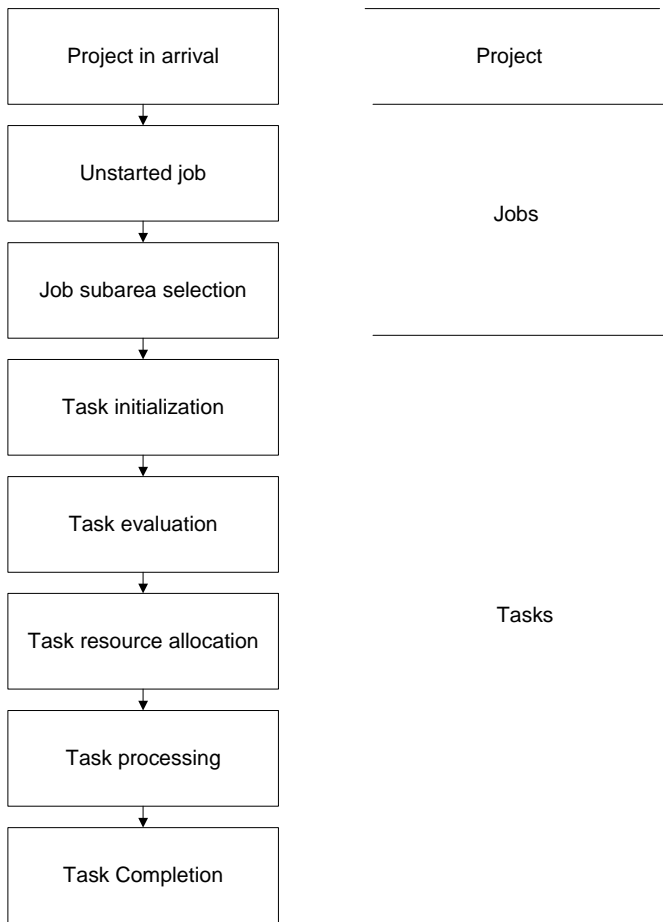 Project in arrival
Project
Unstarted job
Jobs
Job subarea selection
Task initialization
Task evaluation
Tasks
Task resource allocation
Task processing
Task Completion